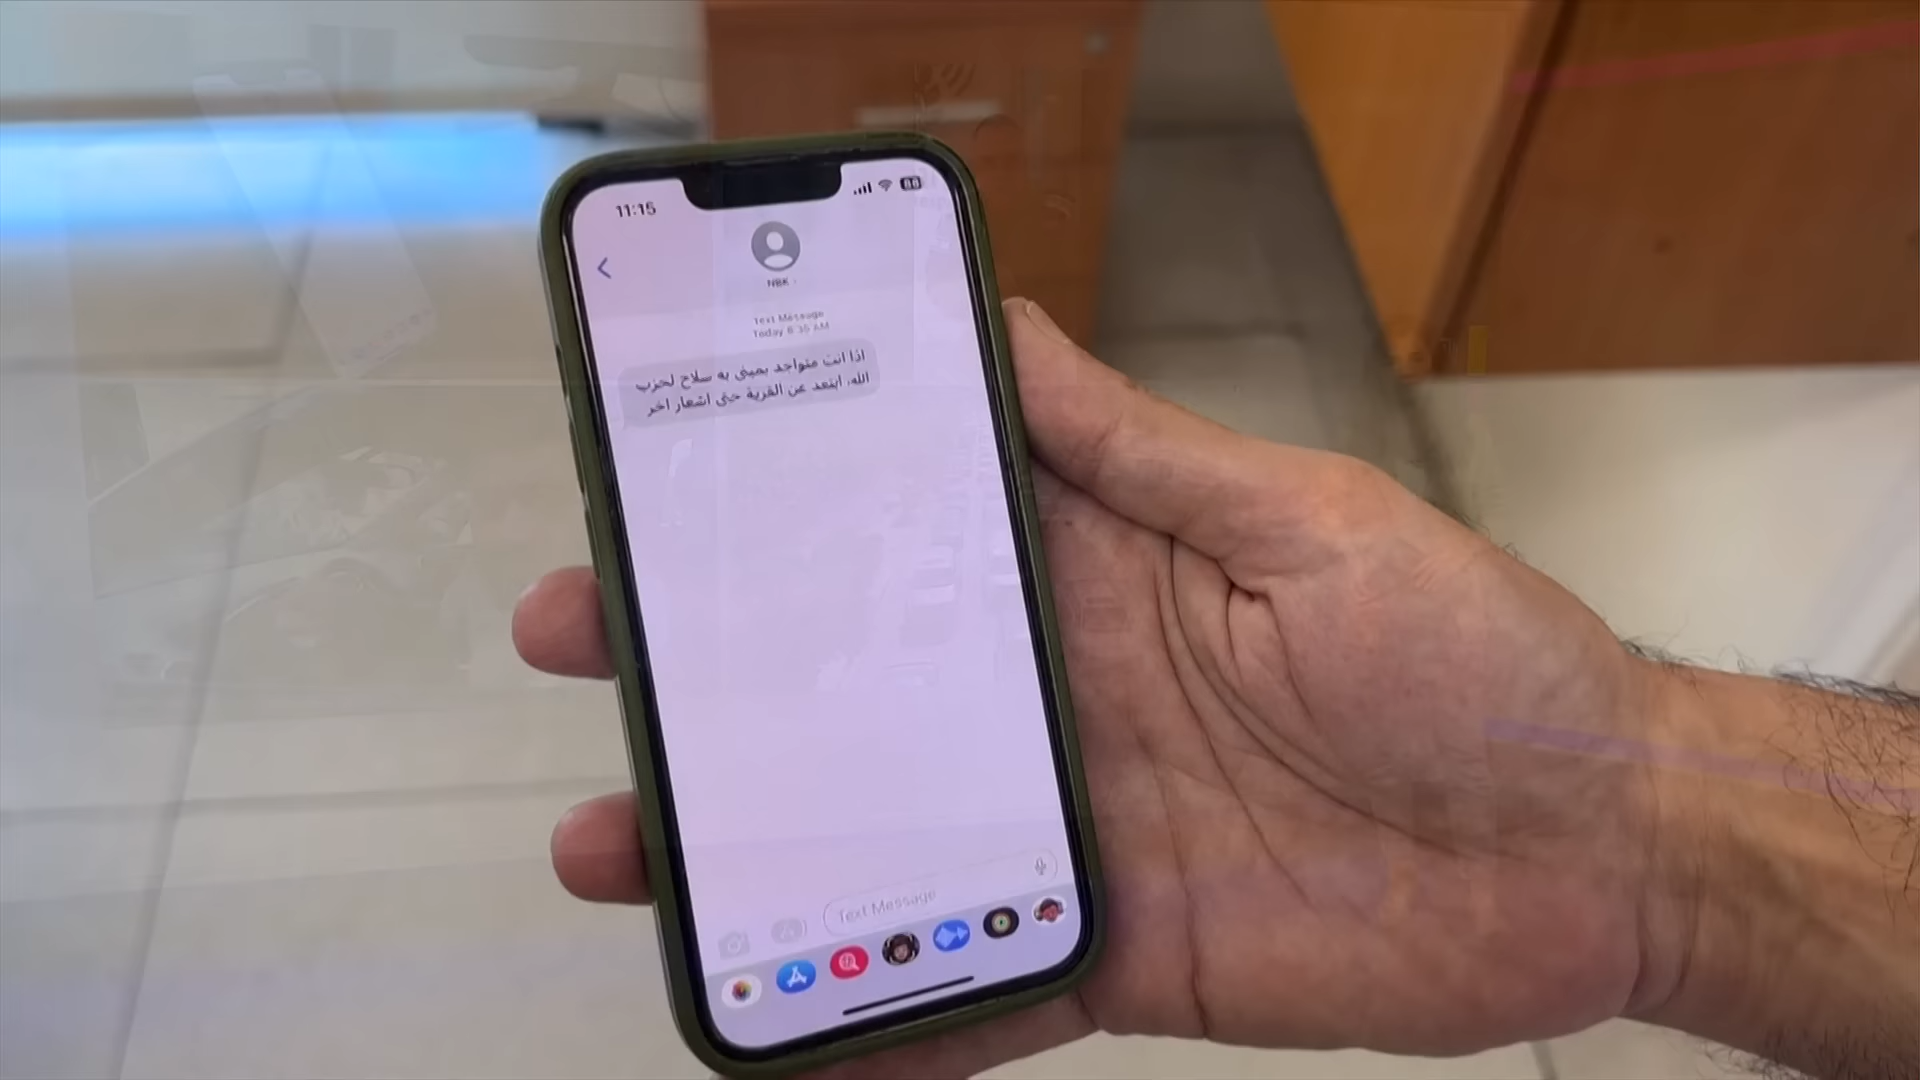 11:15
88
NBK
Text Message
Today 8:35 AM
اذا انت متواجد بمبنى به سلاح لحزب
الله، ابتعد عن القرية حتى اشعار اخر
Text Message